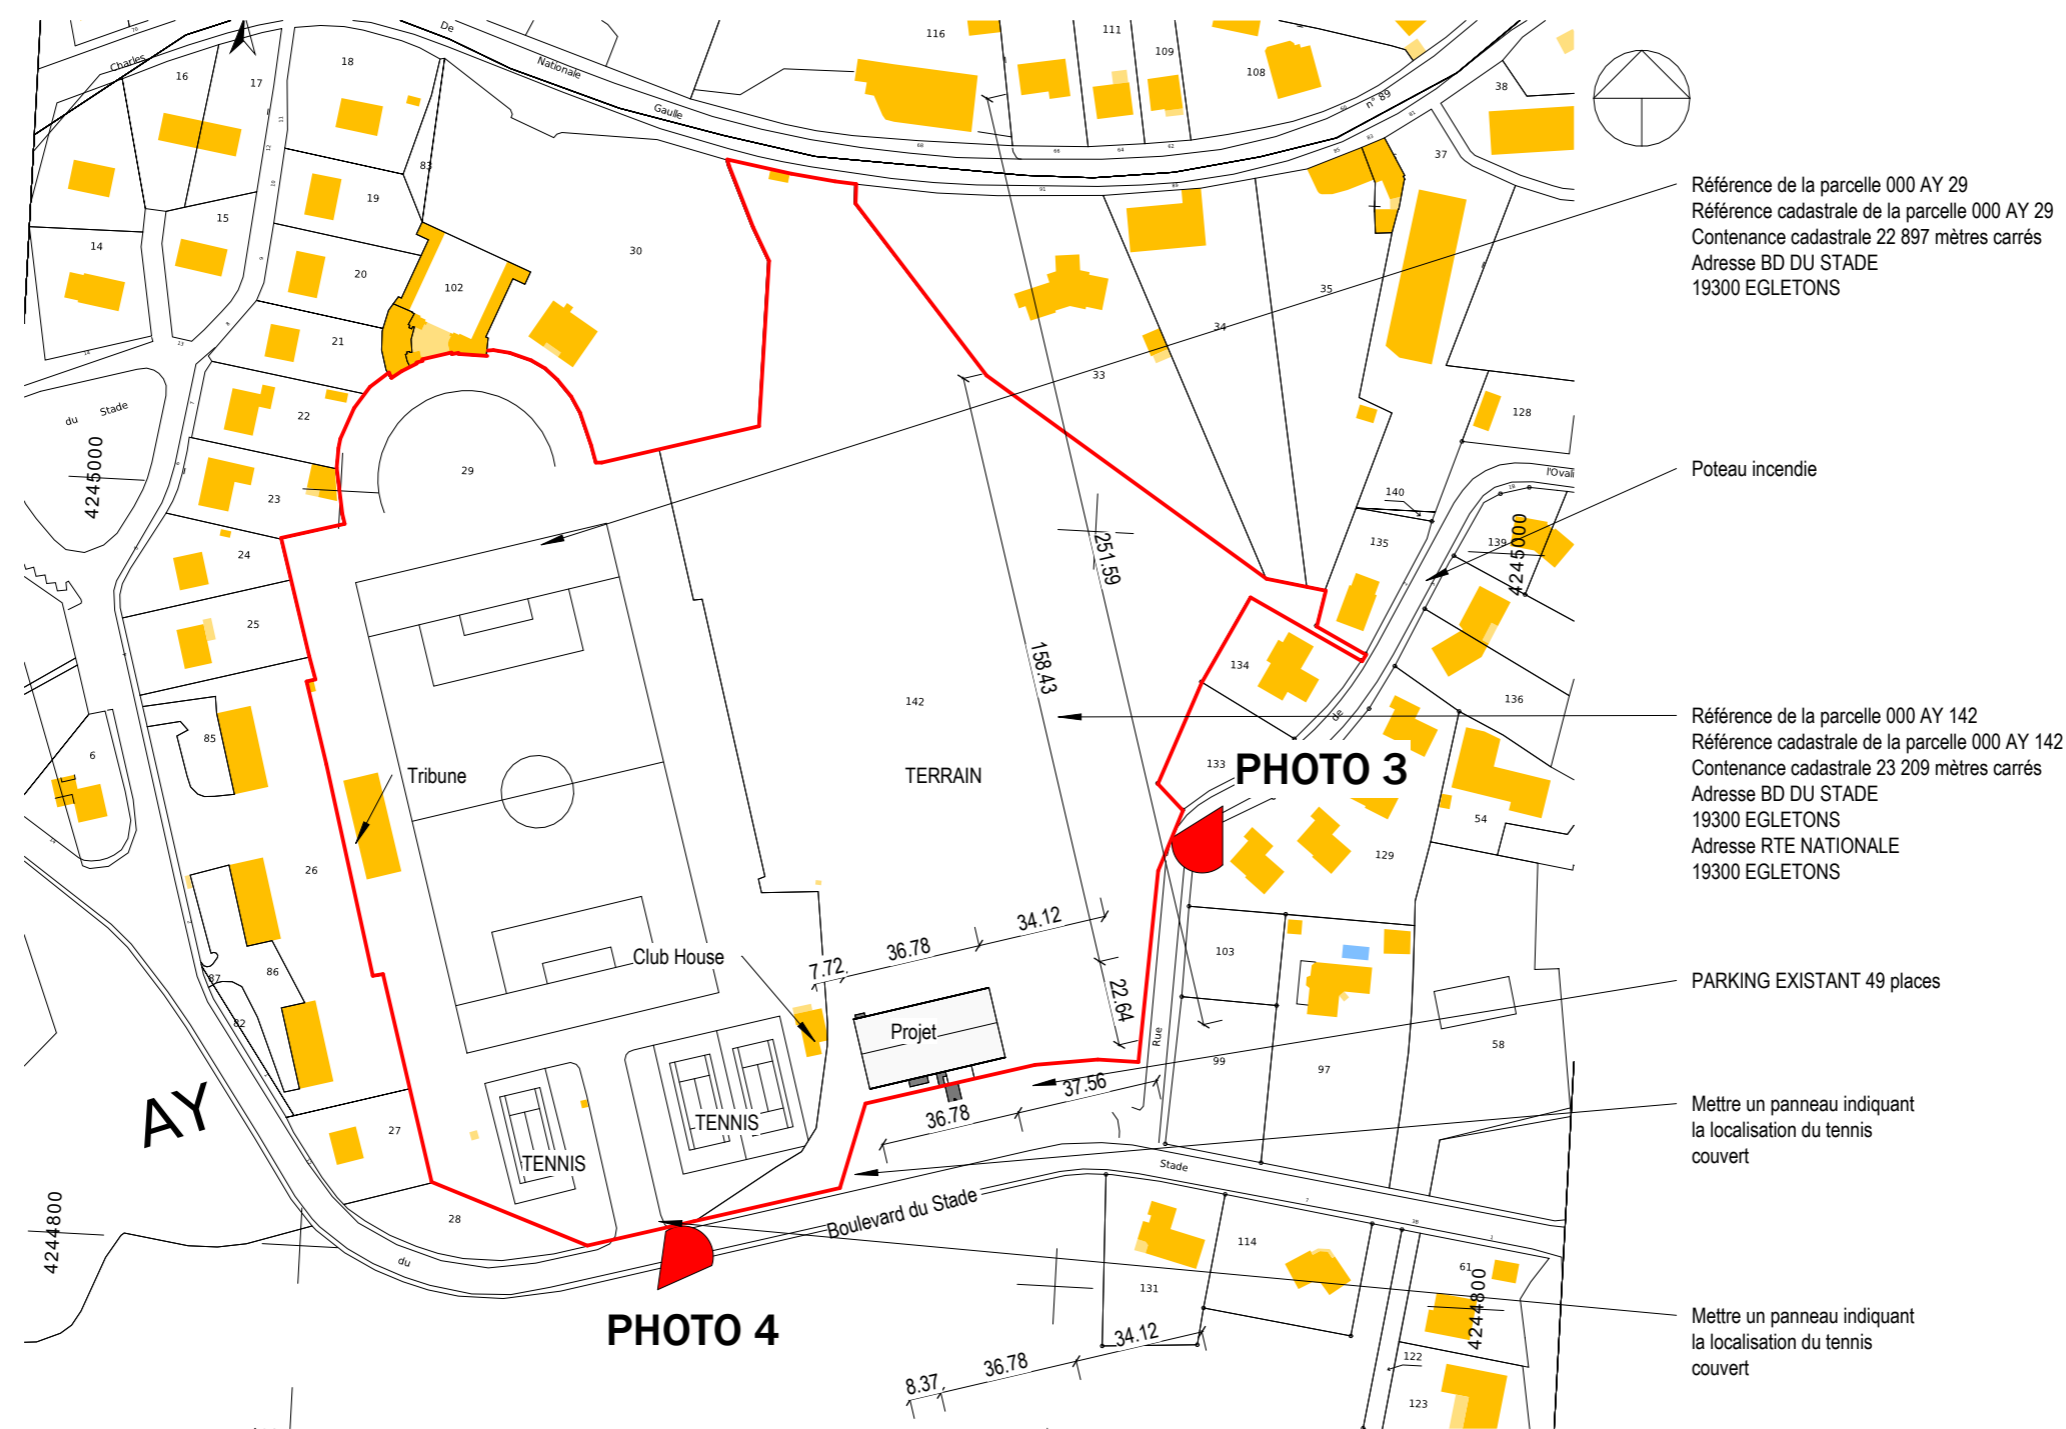 Charles
De
Nationale
Gaulle
n° 89
116
111
109
108
38
37
16
17
18
83
19
15
14
20
30
102
21
22
du Stade
4245000
23
29
24
25
33
34
35
128
l'Ovali
140
135
139
4245000
136
134
133
142
TERRAIN
251.59
158.43
PHOTO 3
de
54
129
6
85
26
Tribune
Club House
7.72
36.78
34.12
22.64
Projet
86
87
82
27
28
AY
TENNIS
TENNIS
103
99
97
58
Rue
37.56
36.78
Boulevard du Stade
Stade
du
4244800
PHOTO 4
131
114
61
4244800
122
123
8.37
36.78
34.12
Référence de la parcelle 000 AY 29
Référence cadastrale de la parcelle 000 AY 29
Contenance cadastrale 22 897 mètres carrés
Adresse BD DU STADE
19300 EGLETONS
Poteau incendie
Référence de la parcelle 000 AY 142
Référence cadastrale de la parcelle 000 AY 142
Contenance cadastrale 23 209 mètres carrés
Adresse BD DU STADE
19300 EGLETONS
Adresse RTE NATIONALE
19300 EGLETONS
PARKING EXISTANT 49 places
Mettre un panneau indiquant
la localisation du tennis
couvert
Mettre un panneau indiquant
la localisation du tennis
couvert